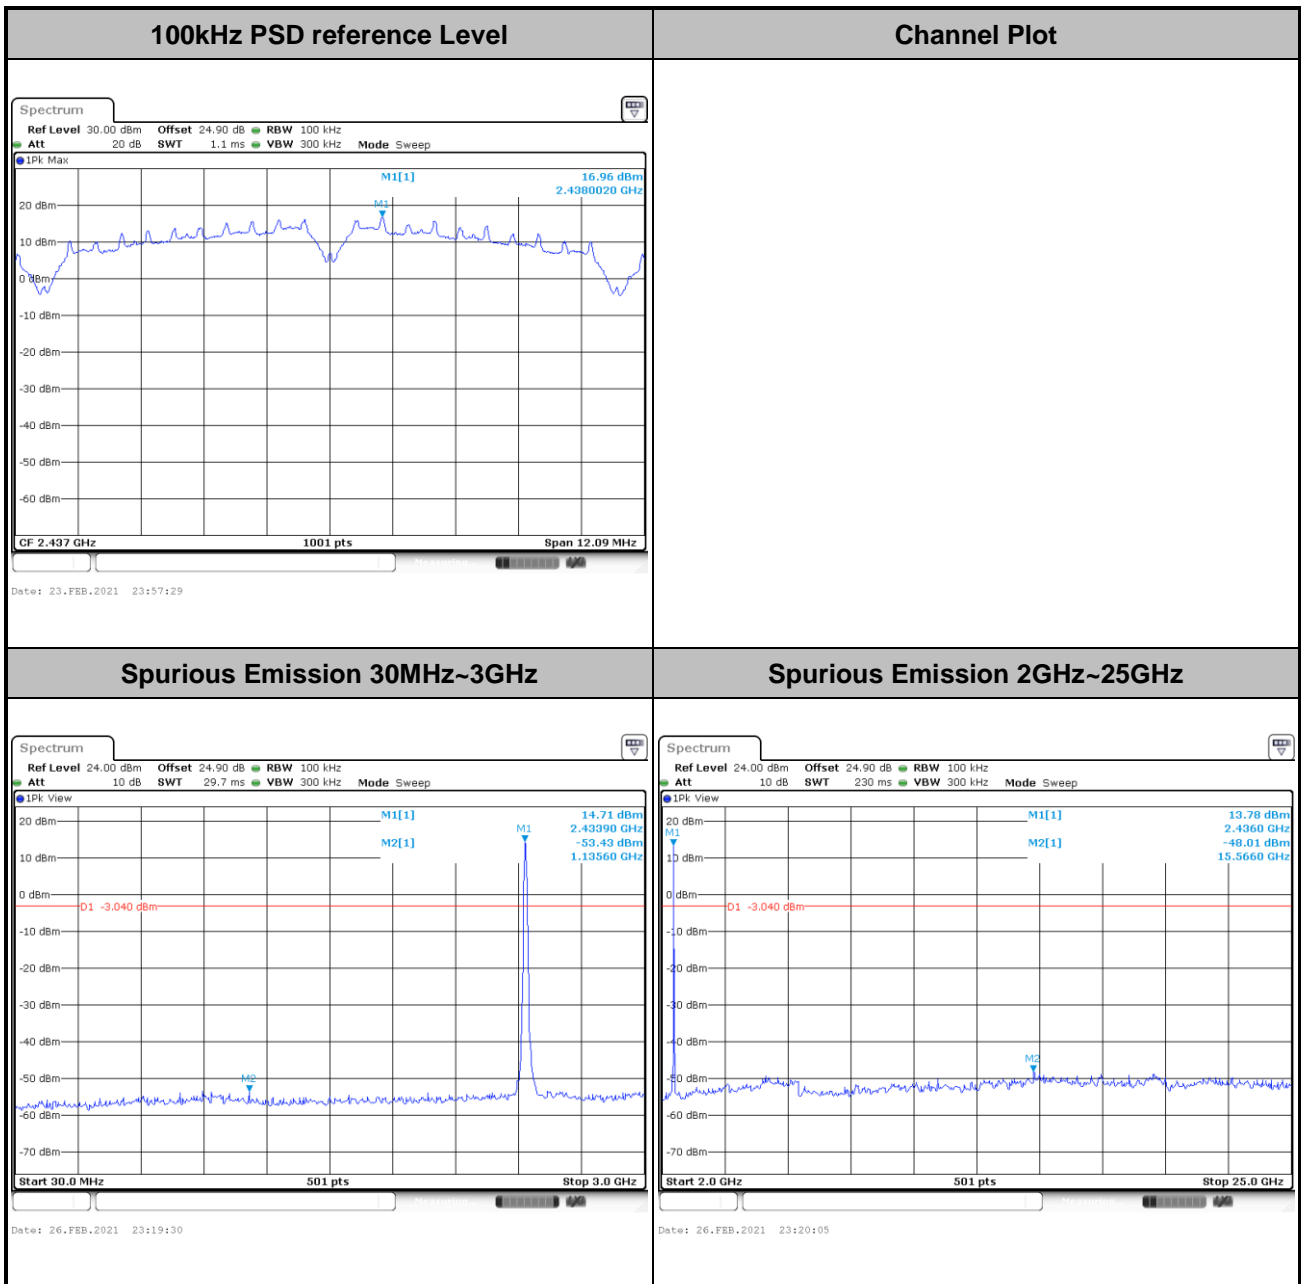 100kHz PSD reference Level
Channel Plot
Spectrum
Ref Level 30.00 dBm Offset 24.90 dB RBW 100 kHz
Att 20 dB SWT 1.1 ms VBW 300 kHz Mode Sweep
1Pk Max
M1[1] 16.96 dBm
2.4380020 GHz
M1
20 dBm
10 dBm
0 dBm
-10 dBm
-20 dBm
-30 dBm
-40 dBm
-50 dBm
-60 dBm
CF 2.437 GHz 1001 pts Span 12.09 MHz
Measuring...
Date: 23.FEB.2021 23:57:29
Spurious Emission 30MHz~3GHz
Spurious Emission 2GHz~25GHz
Spectrum
Ref Level 24.00 dBm Offset 24.90 dB RBW 100 kHz
Att 10 dB SWT 29.7 ms VBW 300 kHz Mode Sweep
1Pk View
M1[1] 14.71 dBm
2.43390 GHz
M2[1] -53.43 dBm
1.13560 GHz
M1
20 dBm
10 dBm
0 dBm
D1 -3.040 dBm
-10 dBm
-20 dBm
-30 dBm
-40 dBm
-50 dBm
M2
-60 dBm
-70 dBm
Start 30.0 MHz 501 pts Stop 3.0 GHz
Measuring...
Date: 26.FEB.2021 23:19:30
Spectrum
Ref Level 24.00 dBm Offset 24.90 dB RBW 100 kHz
Att 10 dB SWT 230 ms VBW 300 kHz Mode Sweep
1Pk View
M1[1] 13.78 dBm
2.4360 GHz
M2[1] -48.01 dBm
15.5660 GHz
20 dBm
M1
10 dBm
0 dBm
D1 -3.040 dBm
-10 dBm
-20 dBm
-30 dBm
-40 dBm
M2
-50 dBm
-60 dBm
-70 dBm
Start 2.0 GHz 501 pts Stop 25.0 GHz
Measuring...
Date: 26.FEB.2021 23:20:05